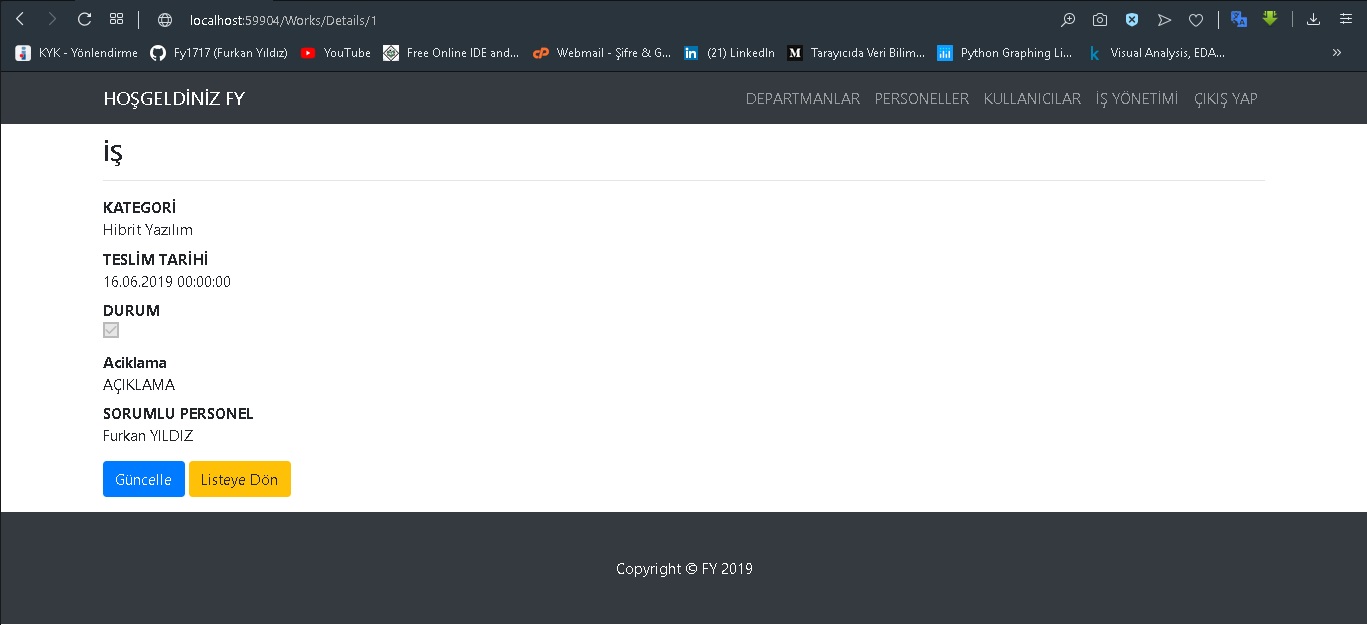 localhost:59904/Works/Details/1
KYK - Yönlendirme Fy1717 (Furkan Yıldız) YouTube Free Online IDE and... Webmail - Şifre & G... (21) LinkedIn Tarayıcıda Veri Bilim... Python Graphing Li... Visual Analysis, EDA...
HOŞGELDİNİZ FY DEPARTMANLAR PERSONELLER KULLANICILAR İŞ YÖNETİMİ ÇIKIŞ YAP
İŞ
KATEGORİ
Hibrit Yazılım
TESLİM TARİHİ
16.06.2019 00:00:00
DURUM
Aciklama
AÇIKLAMA
SORUMLU PERSONEL
Furkan YILDIZ
Güncelle Listeye Dön
Copyright © FY 2019